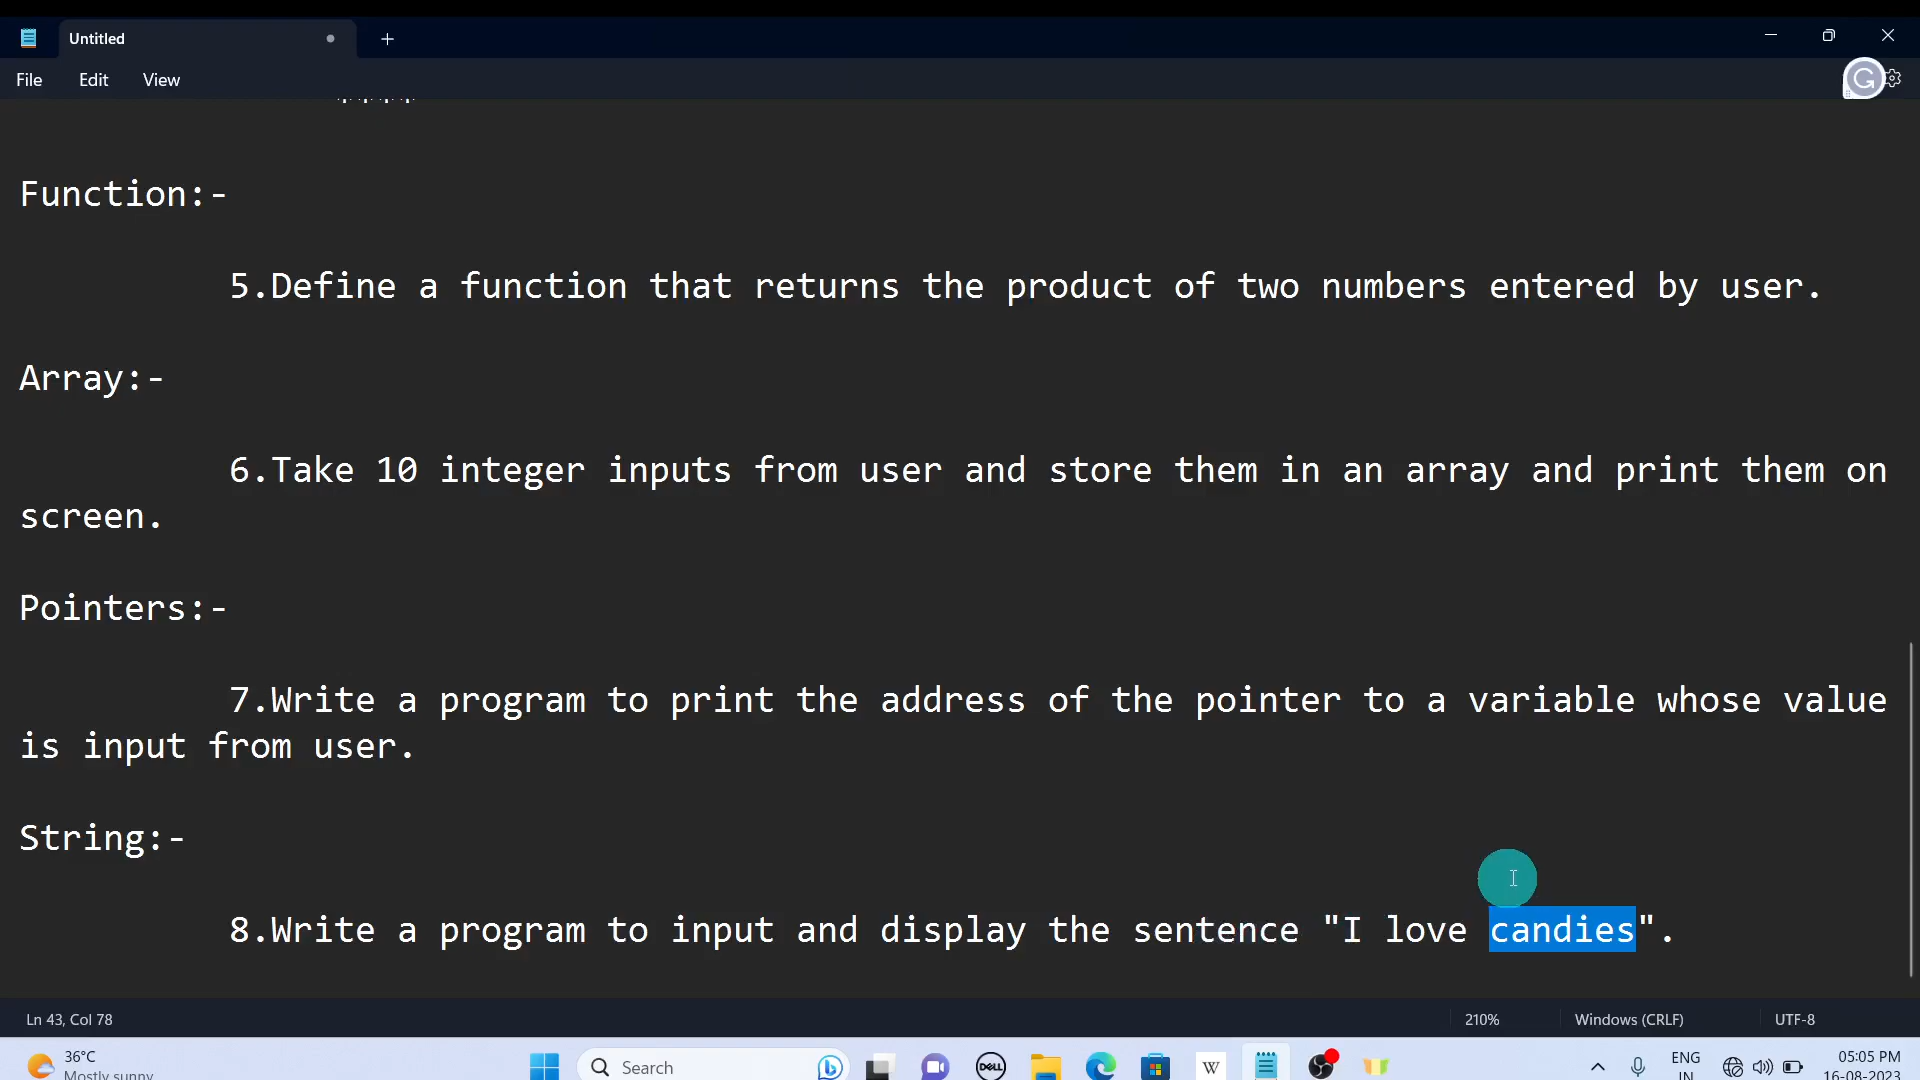 Untitled
File Edit View
Function:-
5.Define a function that returns the product of two numbers entered by user.
Array:-
6.Take 10 integer inputs from user and store them in an array and print them on
screen.
Pointers:-
7.Write a program to print the address of the pointer to a variable whose value
is input from user.
String:-
8.Write a program to input and display the sentence "I love candies".
Ln 43, Col 78 210% Windows (CRLF) UTF-8
36°C
Mostly sunny
Search
DELL
W
ENG
IN
05:05 PM
16-08-2023